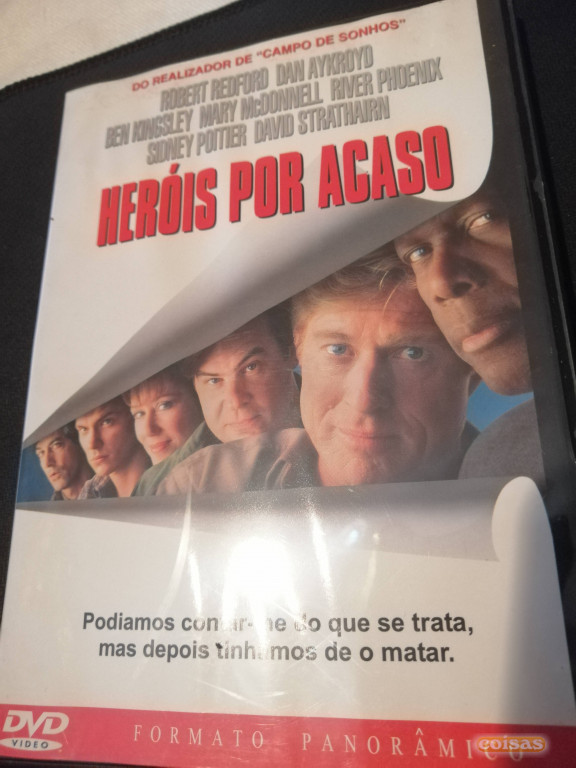 DO REALIZADOR DE "CAMPO DE SONHOS"
ROBERT REDFORD DAN AYKROYD
BEN KINGSLEY MARY McDONNELL RIVER PHOENIX
SIDNEY POITIER DAVID STRATHAIRN
HERÓIS POR ACASO
Podiamos do que se trata,
mas depois tinhamos de o matar.
DVD
VIDEO
FORMATO PANORÂMICO
coisas